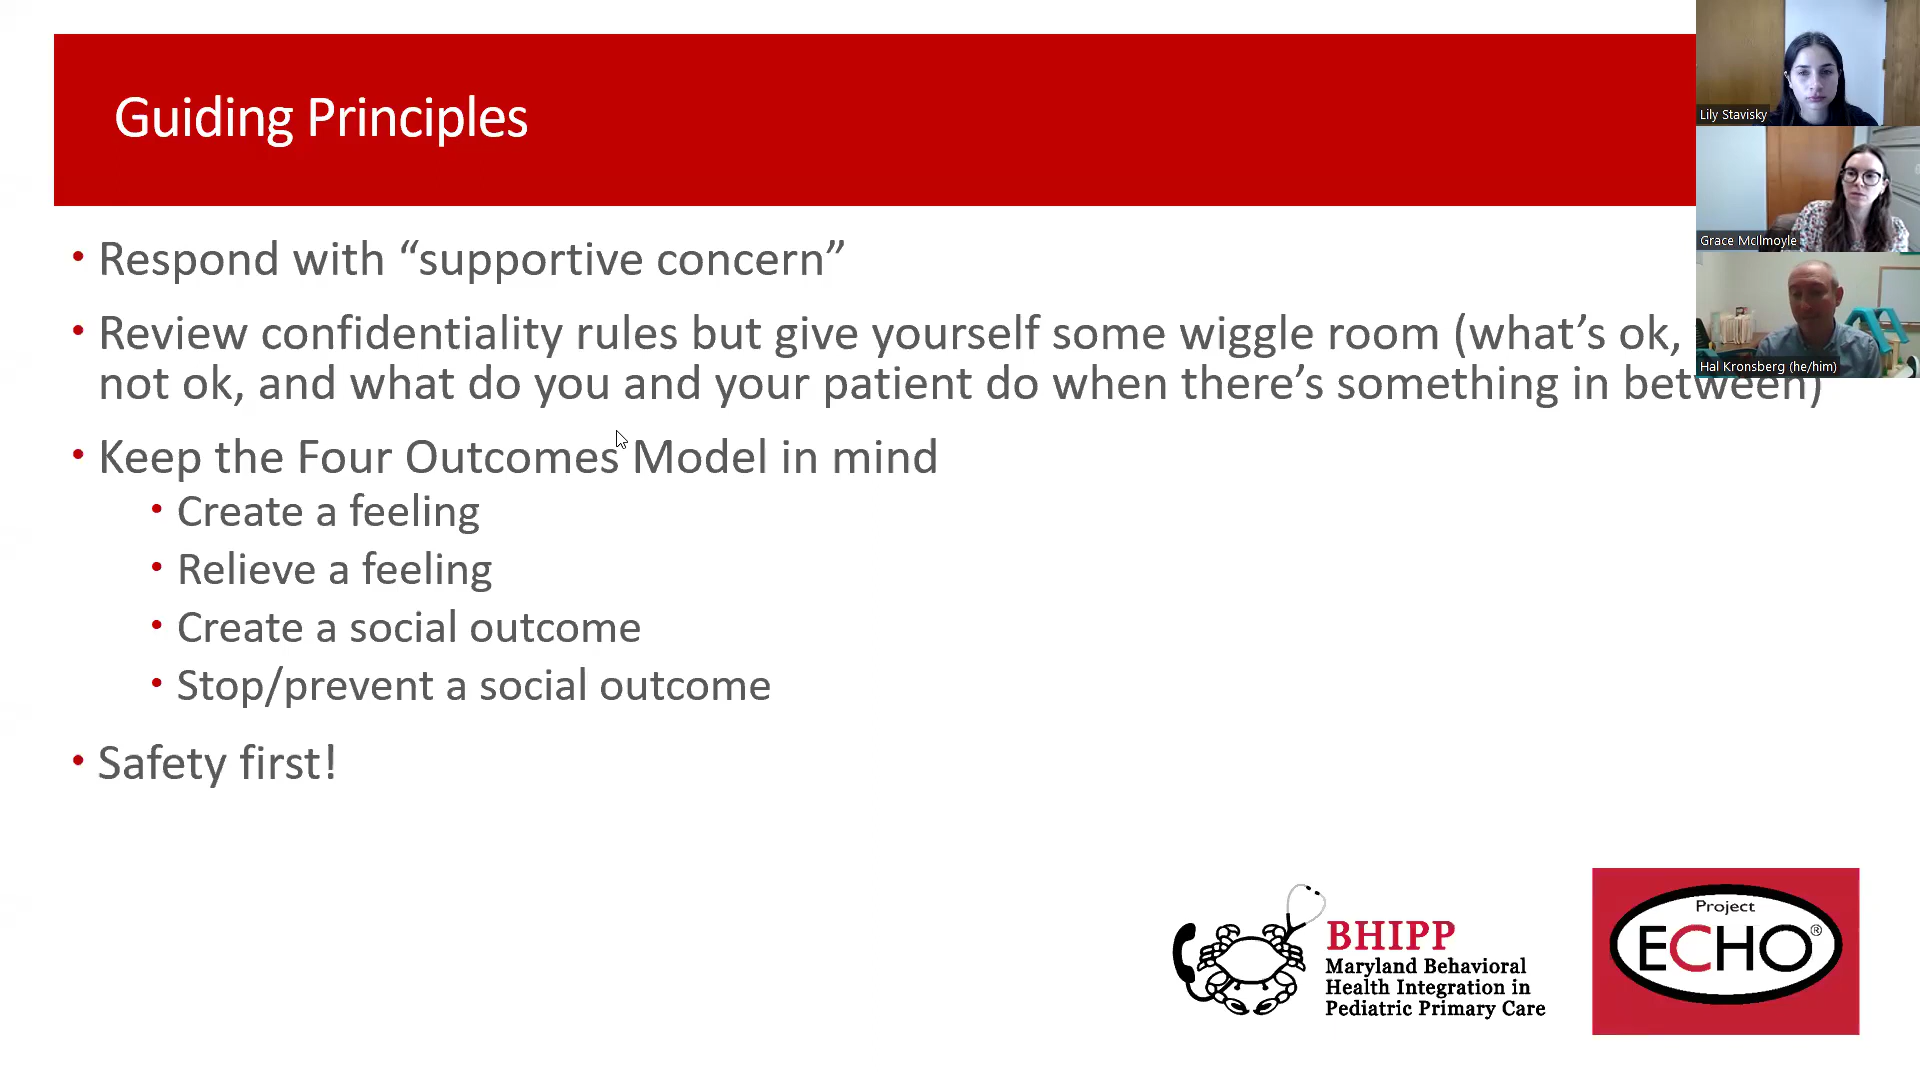 Guiding Principles
• Respond with “supportive concern”
• Review confidentiality rules but give yourself some wiggle room (what’s ok,
not ok, and what do you and your patient do when there’s something in between)
• Keep the Four Outcomes Model in mind
• Create a feeling
• Relieve a feeling
• Create a social outcome
• Stop/prevent a social outcome
• Safety first!
Lily Stavisky
Grace McIlmoyle
Hal Kronsberg (he/him)
BHIPP
Maryland Behavioral
Health Integration in
Pediatric Primary Care
Project
ECHO®